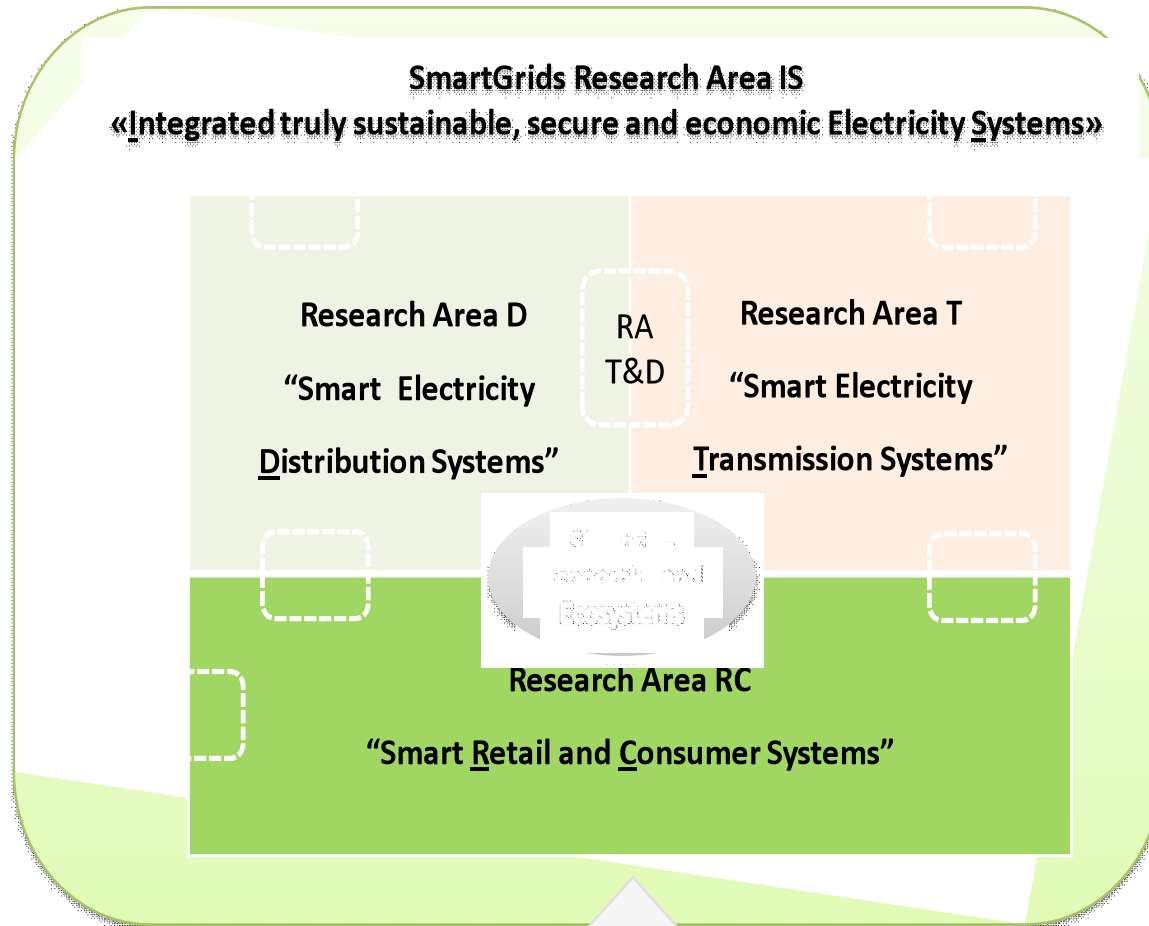 SmartGrids Research Area IS
«Integrated truly sustainable, secure and economic Electricity Systems»
Research Area D
“Smart Electricity
Distribution Systems”
RA
T&D
Research Area T
“Smart Electricity
Transmission Systems”
Ecosystems
Research Area RC
“Smart Retail and Consumer Systems”